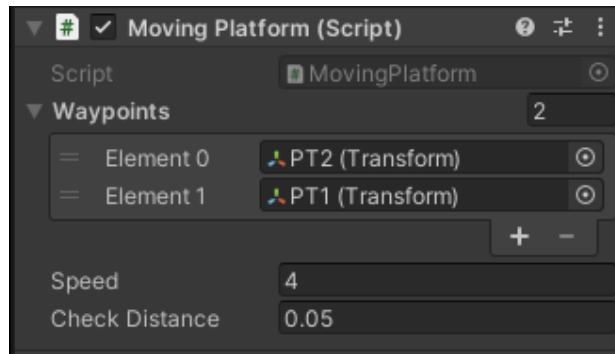 Moving Platform (Script)
Script MovingPlatform
Waypoints 2
Element 0 PT2 (Transform)
Element 1 PT1 (Transform)
+ -
Speed 4
Check Distance 0.05